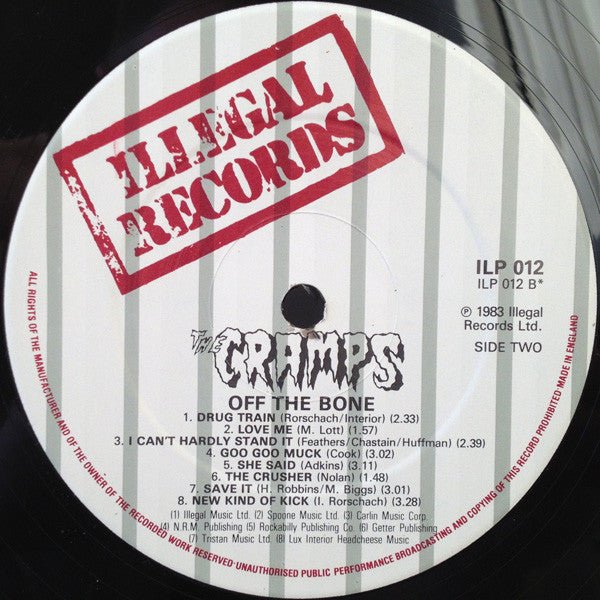 ILLEGAL
RECORDS
ILP 012
ILP 012 B*
℗ 1983 Illegal
Records Ltd.
SIDE TWO
THE CRAMPS
OFF THE BONE
1. DRUG TRAIN (Rorschach/Interior) (2.33)
2. LOVE ME (M. Lott) (1.57)
3. I CAN'T HARDLY STAND IT (Feathers/Chastain/Huffman) (2.39)
4. GOO GOO MUCK (Cook) (3.02)
5. SHE SAID (Adkins) (3.11)
6. THE CRUSHER (Nolan) (1.48)
7. SAVE IT (H. Robbins/M. Biggs) (3.01)
8. NEW KIND OF KICK (I. Rorschach) (3.28)
(1) Illegal Music Ltd. (2) Spoone Music Ltd. (3) Carlin Music Corp.
(4) N.R.M. Publishing (5) Rockabilly Publishing Co. (6) Getter Publishing
(7) Tristan Music Ltd. (8) Lux Interior Headcheese Music
ALL RIGHTS OF THE MANUFACTURER AND OF THE OWNER OF THE RECORDED WORK RESERVED·UNAUTHORISED PUBLIC PERFORMANCE BROADCASTING AND COPYING OF THIS RECORD PROHIBITED·MADE IN ENGLAND